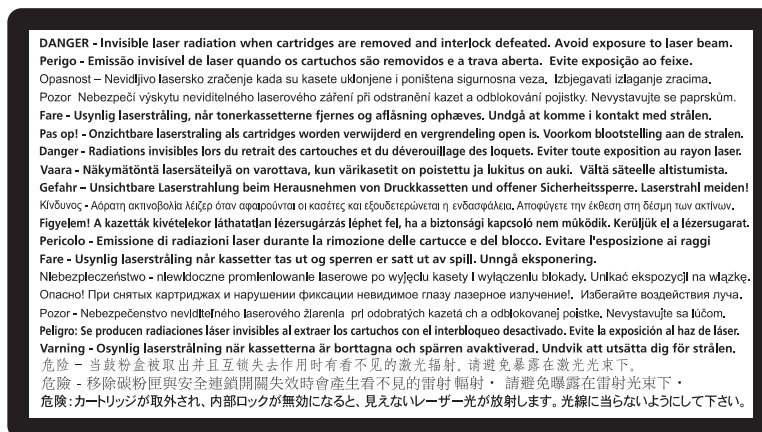 DANGER - Invisible laser radiation when cartridges are removed and interlock defeated. Avoid exposure to laser beam.
Perigo - Emissão invisível de laser quando os cartuchos são removidos e a trava aberta. Evite exposição ao feixe.
Opasnost – Nevidljivo lasersko zračenje kada su kasete uklonjene i poništena sigurnosna veza. Izbjegavati izlaganje zracima.
Pozor Nebezpečí výskytu neviditelného laserového záření při odstranění kazet a odblokování pojistky. Nevystavujte se paprskům.
Fare - Usynlig laserstråling, når tonerkassetterne fjernes og aflåsning ophæves. Undgå at komme i kontakt med strålen.
Pas op! - Onzichtbare laserstraling als cartridges worden verwijderd en vergrendeling open is. Voorkom blootstelling aan de stralen.
Danger - Radiations invisibles lors du retrait des cartouches et du déverouillage des loquets. Eviter toute exposition au rayon laser.
Vaara - Näkymätöntä lasersäteilyä on varottava, kun värikasetit on poistettu ja lukitus on auki. Vältä säteelle altistumista.
Gefahr – Unsichtbare Laserstrahlung beim Herausnehmen von Druckkassetten und offener Sicherheitssperre. Laserstrahl meiden!
Κίνδυνος - Αόρατη ακτινοβολία λέιζερ όταν αφαιρούνται οι κασέτες και εξουδετερώνεται η ενδασφάλεια. Αποφύγετε την έκθεση στη δέσμη των ακτίνων.
Figyelem! A kazetták kivételekor láthatatlan lézersugárzás léphet fel, ha a biztonsági kapcsoló nem mûködik. Kerüljük el a lézersugarat.
Pericolo - Emissione di radiazioni laser durante la rimozione delle cartucce e del blocco. Evitare l'esposizione ai raggi
Fare - Usynlig laserstråling når kassetter tas ut og sperren er satt ut av spill. Unngå eksponering.
Niebezpieczeństwo - niewidoczne promieniowanie laserowe po wyjęciu kasety i wyłączeniu blokady. Unikać ekspozycji na wiązkę.
Опасно! При снятых картриджах и нарушении фиксации невидимое глазу лазерное излучение!. Избегайте воздействия луча.
Pozor - Nebezpečenstvo neviditeľného laserového žiarenia pri odobratých kazetá ch a odblokovanej poistke. Nevystavujte sa lúčom.
Peligro: Se producen radiaciones láser invisibles al extraer los cartuchos con el interbloqueo desactivado. Evite la exposición al haz de láser.
Varning - Osynlig laserstrålning når kassetterna är borttagna och spärren avaktiverad. Undvik att utsätta dig för strålen.
危险 - 当鼓粉盒被取出并且互锁失去作用时有看不见的激光辐射. 请避免暴露在激光光束下.
危險 - 移除碳粉匣與安全連鎖開關失效時會產生看不見的雷射 輻射・ 請避免曝露在雷射光束下・
危険:カートリッジが取外され、内部ロックが無効になると、見えないレーザー光が放射します。光線に当らないようにして下さい。